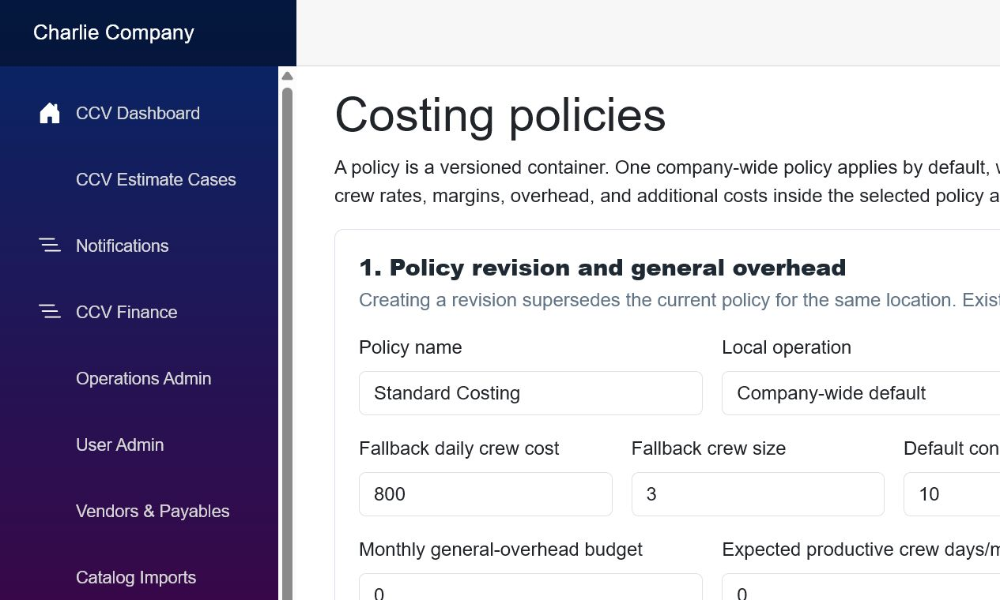 Charlie Company
CCV Dashboard
CCV Estimate Cases
Notifications
CCV Finance
Operations Admin
User Admin
Vendors & Payables
Catalog Imports
Costing policies
A policy is a versioned container. One company-wide policy applies by default,
crew rates, margins, overhead, and additional costs inside the selected policy
1. Policy revision and general overhead
Creating a revision supersedes the current policy for the same location.
Policy name
Local operation
Standard Costing
Company-wide default
Fallback daily crew cost
Fallback crew size
Default
800
3
10
Monthly general-overhead budget
Expected productive crew
0
0